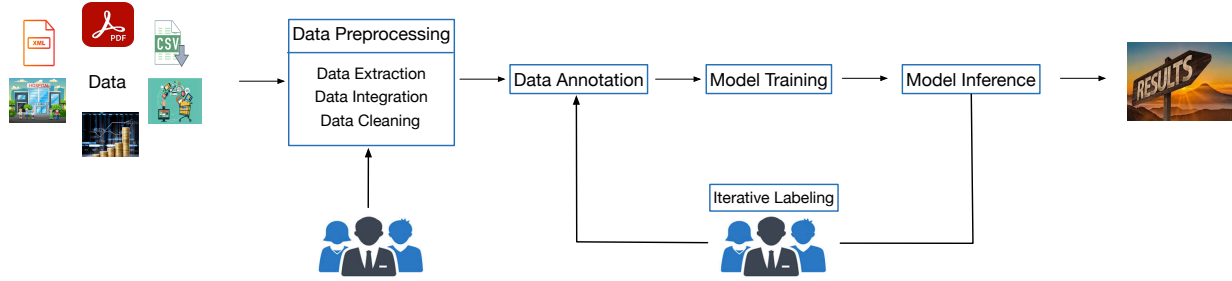 XML
PDF
CSV
HOSPITAL
Data
Data Preprocessing
Data Extraction
Data Integration
Data Cleaning
Data Annotation
Model Training
Model Inference
RESULTS
Iterative Labeling